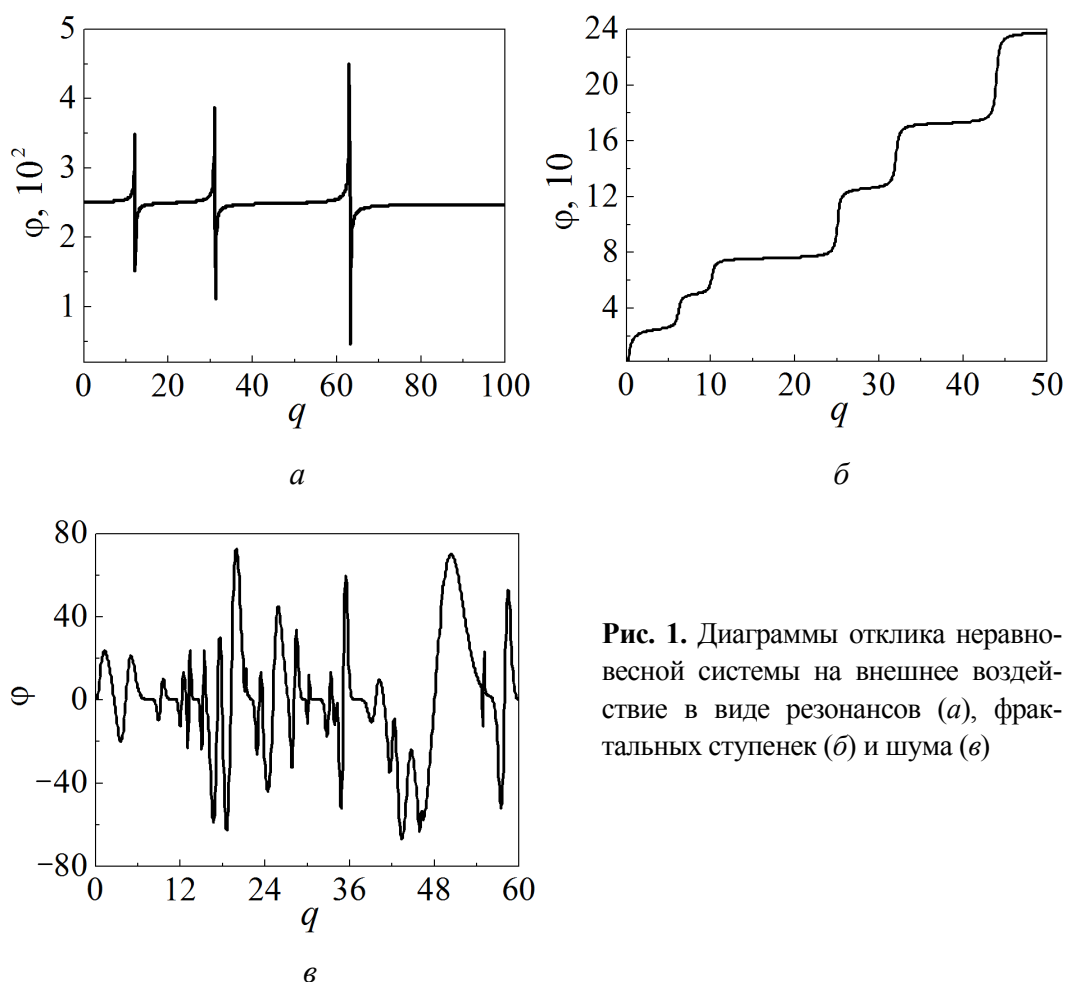 5
4
3
2
1
φ, 10²
0 20 40 60 80 100
q
а
24
20
16
12
8
4
φ, 10
0 10 20 30 40 50
q
б
80
40
0
−40
−80
φ
0 12 24 36 48 60
q
в
Рис. 1. Диаграммы отклика неравно-
весной системы на внешнее воздей-
ствие в виде резонансов (а), фрак-
тальных ступенек (б) и шума (в)